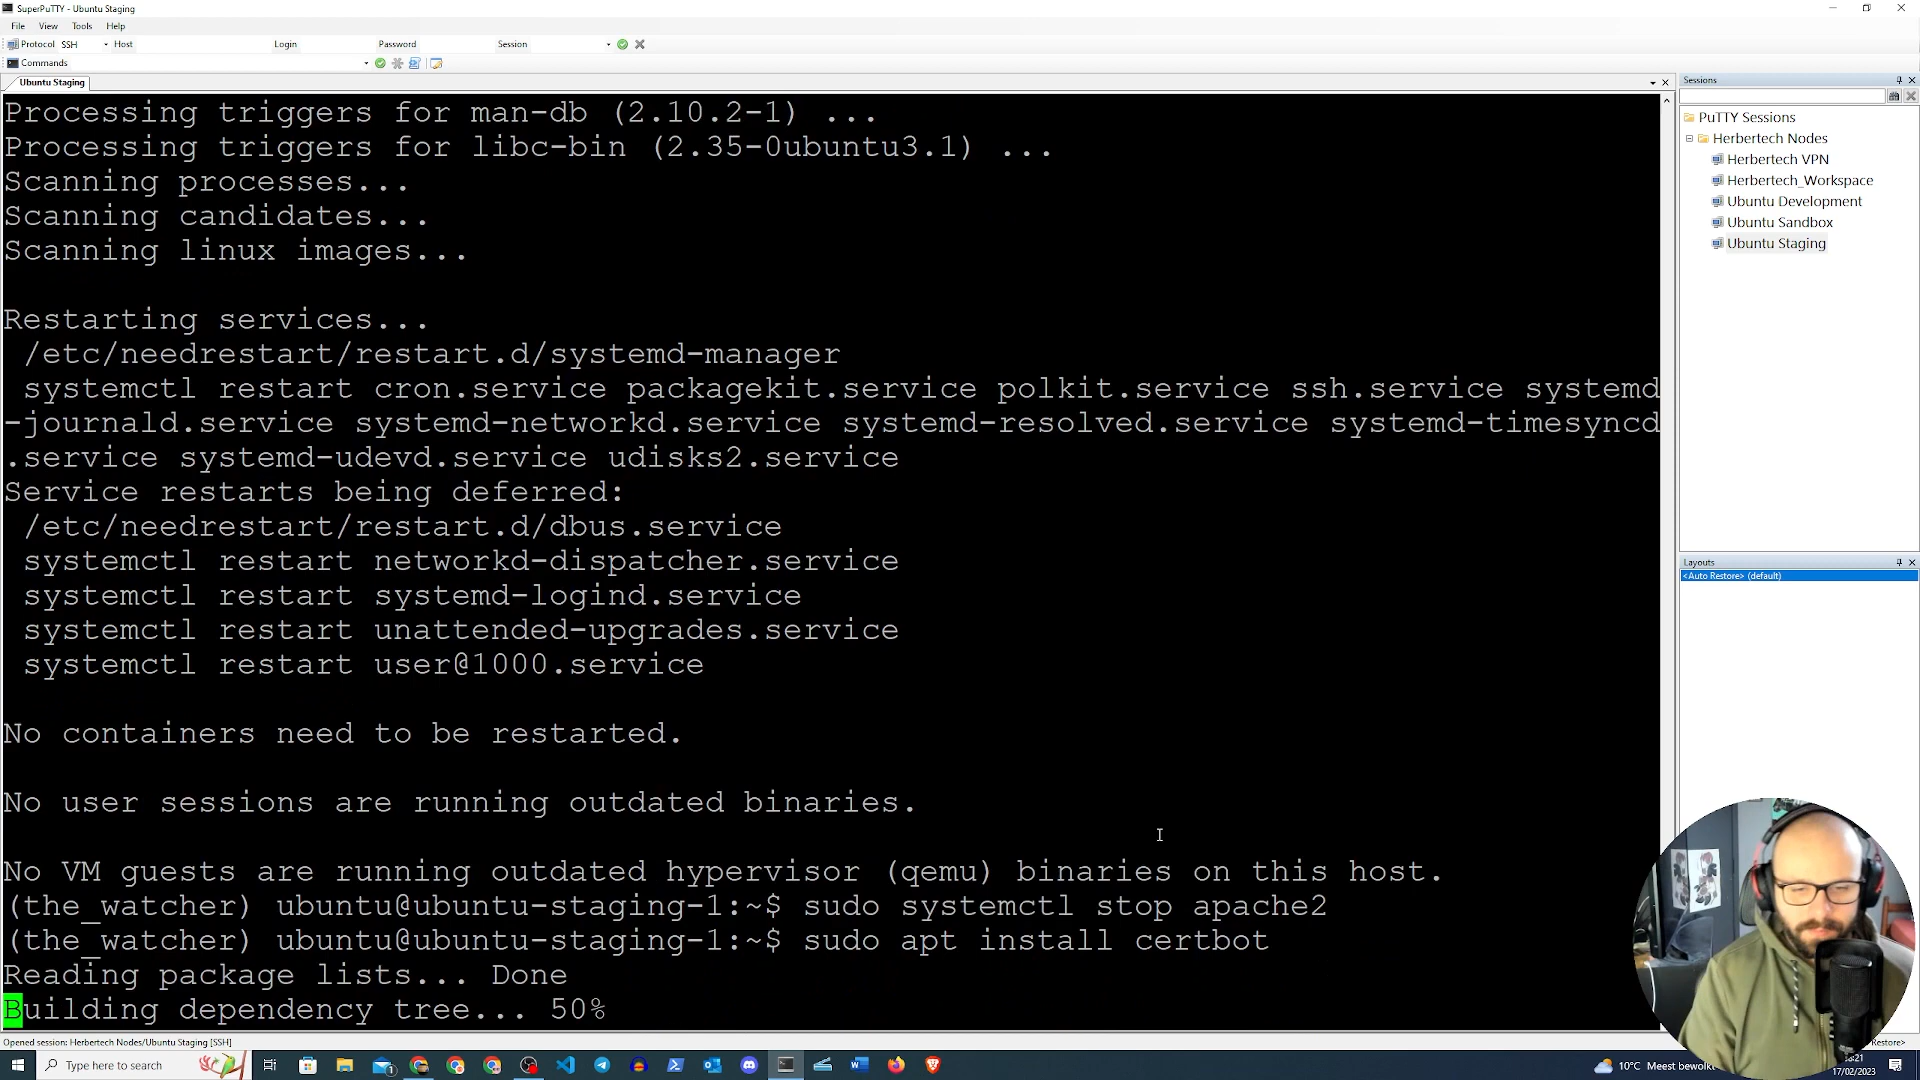 SuperPuTTY - Ubuntu Staging
File View Tools Help
Protocol SSH Host Login Password Session
Commands
Ubuntu Staging
Processing triggers for man-db (2.10.2-1) ...
Processing triggers for libc-bin (2.35-0ubuntu3.1) ...
Scanning processes...
Scanning candidates...
Scanning linux images...
Restarting services...
/etc/needrestart/restart.d/systemd-manager
systemctl restart cron.service packagekit.service polkit.service ssh.service systemd
-journald.service systemd-networkd.service systemd-resolved.service systemd-timesyncd
.service systemd-udevd.service udisks2.service
Service restarts being deferred:
/etc/needrestart/restart.d/dbus.service
systemctl restart networkd-dispatcher.service
systemctl restart systemd-logind.service
systemctl restart unattended-upgrades.service
systemctl restart user@1000.service
No containers need to be restarted.
No user sessions are running outdated binaries.
No VM guests are running outdated hypervisor (qemu) binaries on this host.
(the_watcher) ubuntu@ubuntu-staging-1:~$ sudo systemctl stop apache2
(the_watcher) ubuntu@ubuntu-staging-1:~$ sudo apt install certbot
Reading package lists... Done
Building dependency tree... 50%
Sessions
PuTTY Sessions
Herbertech Nodes
Herbertech VPN
Herbertech_Workspace
Ubuntu Development
Ubuntu Sandbox
Ubuntu Staging
Layouts
<Auto Restore> (default)
Opened session: Herbertech Nodes/Ubuntu Staging [SSH]
Restore>
Type here to search
1
10°C Meest bewolkt
:21
17/02/2023